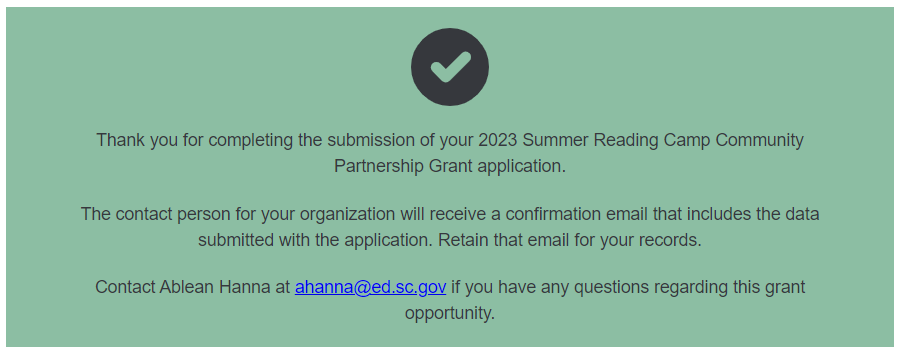 Thank you for completing the submission of your 2023 Summer Reading Camp Community
Partnership Grant application.
The contact person for your organization will receive a confirmation email that includes the data
submitted with the application. Retain that email for your records.
Contact Ablean Hanna at ahanna@ed.sc.gov if you have any questions regarding this grant
opportunity.